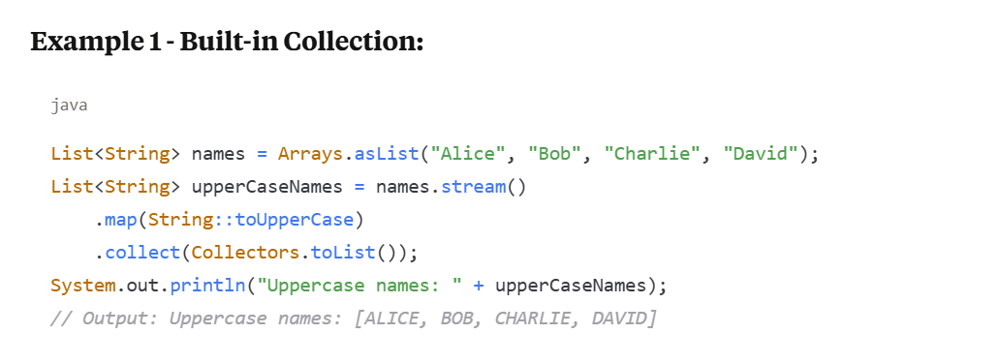 Example 1 - Built-in Collection:
java
List<String> names = Arrays.asList("Alice", "Bob", "Charlie", "David");
List<String> upperCaseNames = names.stream()
    .map(String::toUpperCase)
    .collect(Collectors.toList());
System.out.println("Uppercase names: " + upperCaseNames);
// Output: Uppercase names: [ALICE, BOB, CHARLIE, DAVID]